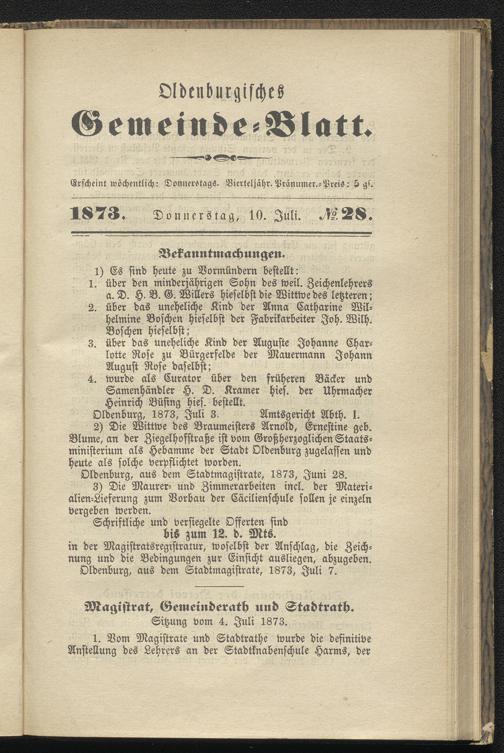 Oldenburgisches
Gemeinde-Blatt.
Erscheint wöchentlich: Donnerstags. Vierteljähr. Pränumer.-Preis: 5 gs.
1873. Donnerstag, 10. Juli. № 28.
Bekanntmachungen.
1) Es sind heute zu Vormündern bestellt:
1. über den minderjährigen Sohn des weil. Zeichenlehrers
a. D. H. B. G. Willers hieselbst die Wittwe des letzteren;
2. über das uneheliche Kind der Anna Catharine Wil-
helmine Boschen hieselbst der Fabrikarbeiter Joh. Wilh.
Boschen hieselbst;
3. über das uneheliche Kind der Auguste Johanne Char-
lotte Rose zu Bürgerfelde der Mauermann Johann
August Rose daselbst;
4. wurde als Curator über den früheren Bäcker und
Samenhändler H. D. Kramer hies. der Uhrmacher
Heinrich Büsing hies. bestellt.
Oldenburg, 1873, Juli 3. Amtsgericht Abth. I.
2) Die Wittwe des Braumeisters Arnold, Ernestine geb.
Blume, an der Ziegelhofstraße ist vom Großherzoglichen Staats-
ministerium als Hebamme der Stadt Oldenburg zugelassen und
heute als solche verpflichtet worden.
Oldenburg, aus dem Stadtmagistrate, 1873, Juni 28.
3) Die Maurer- und Zimmerarbeiten incl. der Materi-
alien-Lieferung zum Vorbau der Cäcilienschule sollen je einzeln
vergeben werden.
Schriftliche und versiegelte Offerten sind
bis zum 12. d. Mts.
in der Magistratsregistratur, woselbst der Anschlag, die Zeich-
nung und die Bedingungen zur Einsicht ausliegen, abzugeben.
Oldenburg, aus dem Stadtmagistrate, 1873, Juli 7.
Magistrat, Gemeinderath und Stadtrath.
Sitzung vom 4. Juli 1873.
1. Vom Magistrate und Stadtrathe wurde die definitive
Anstellung des Lehrers an der Stadtknabenschule Harms, der